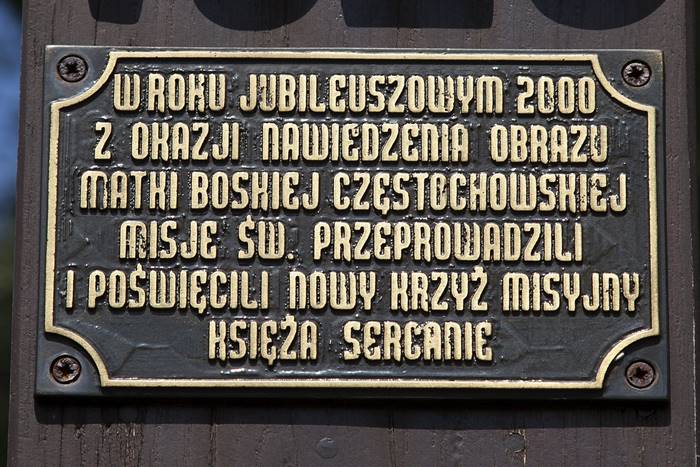 W ROKU JUBILEUSZOWYM 2000
Z OKAZJI NAWIEDZENIA OBRAZU
MATKI BOSKIEJ CZĘSTOCHOWSKIEJ
MISJE ŚW. PRZEPROWADZILI
I POŚWIĘCILI NOWY KRZYŻ MISYJNY
KSIĘŻA SERCANIE